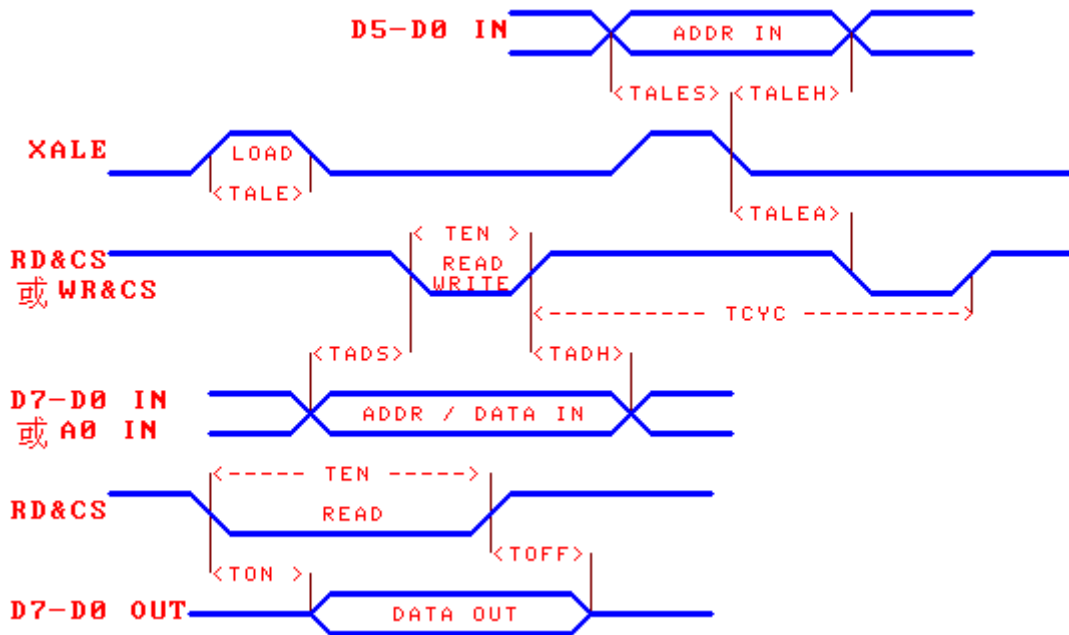 D5-D0 IN
ADDR IN
<TALES>
<TALEH>
XALE
LOAD
<TALE>
<TALEA>
< TEN >
RD&CS
或 WR&CS
READ
WRITE
<------- TCYC ------->
<TADS>
<TADH>
D7-D0 IN
或 A0 IN
ADDR / DATA IN
<----- TEN ----->
RD&CS
READ
<TOFF>
<TON >
D7-D0 OUT
DATA OUT